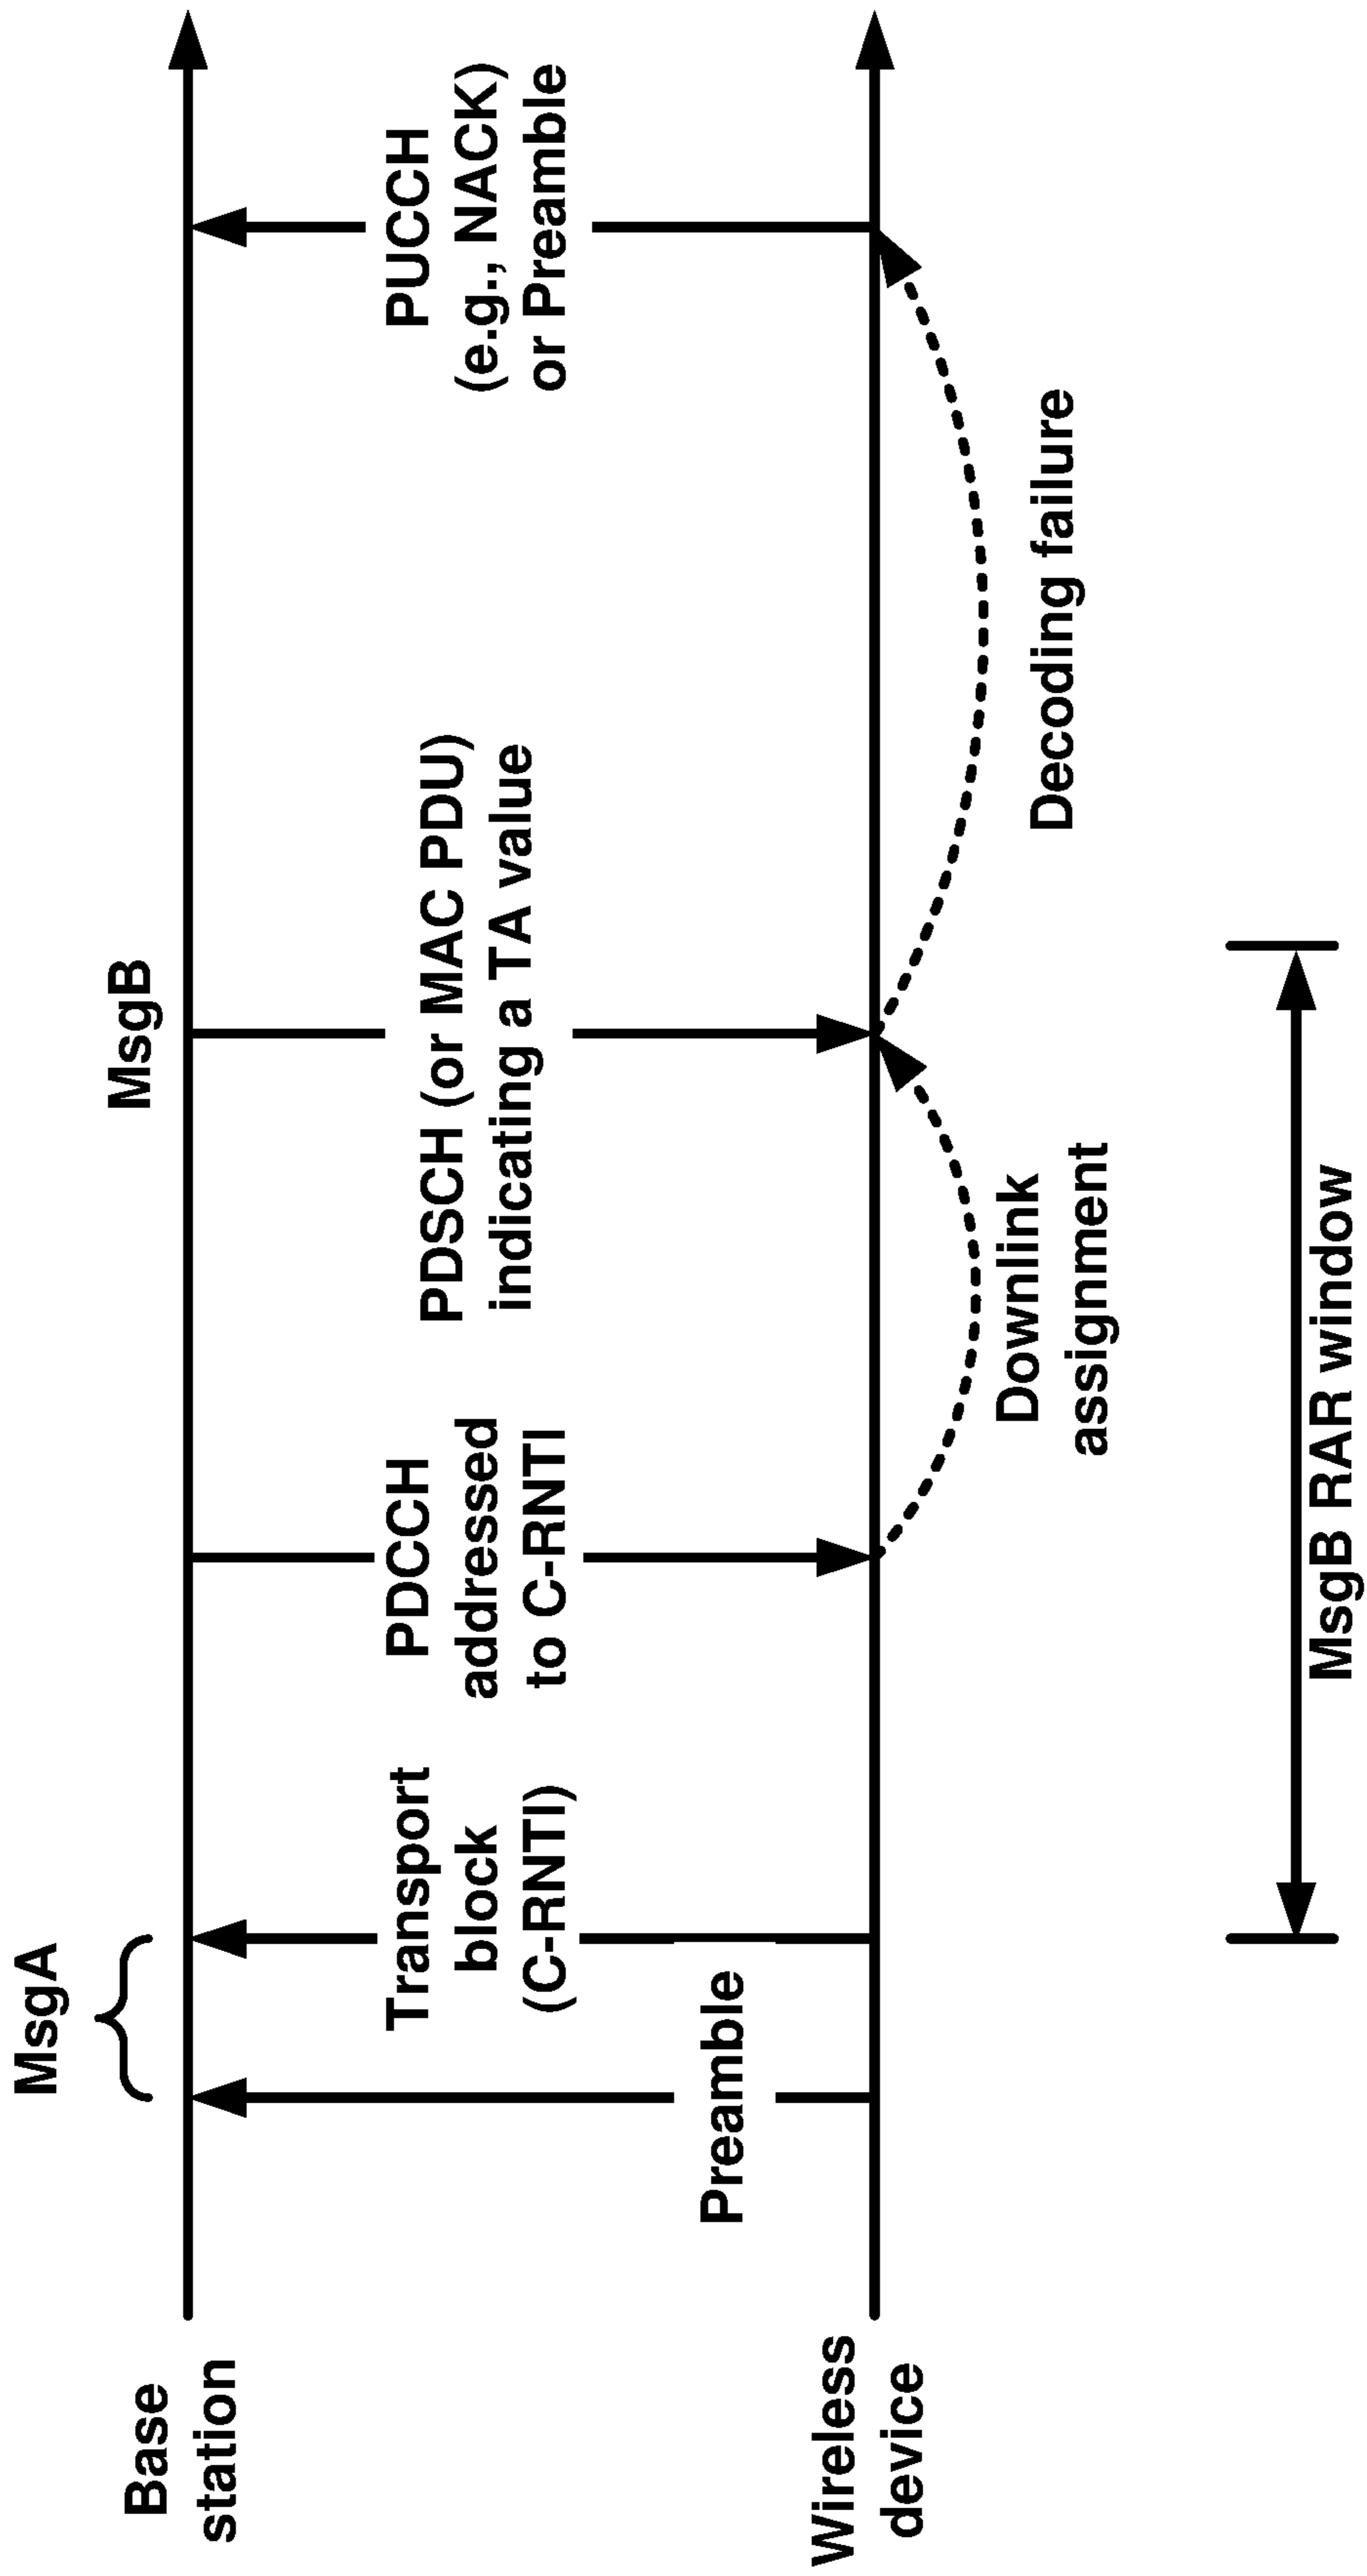 MsgA
MsgB
Base
station
Preamble
Transport
block
(C-RNTI)
PDCCH
addressed
to C-RNTI
PDSCH (or MAC PDU)
indicating a TA value
PUCCH
(e.g., NACK)
or Preamble
Wireless
device
Downlink
assignment
Decoding failure
MsgB RAR window